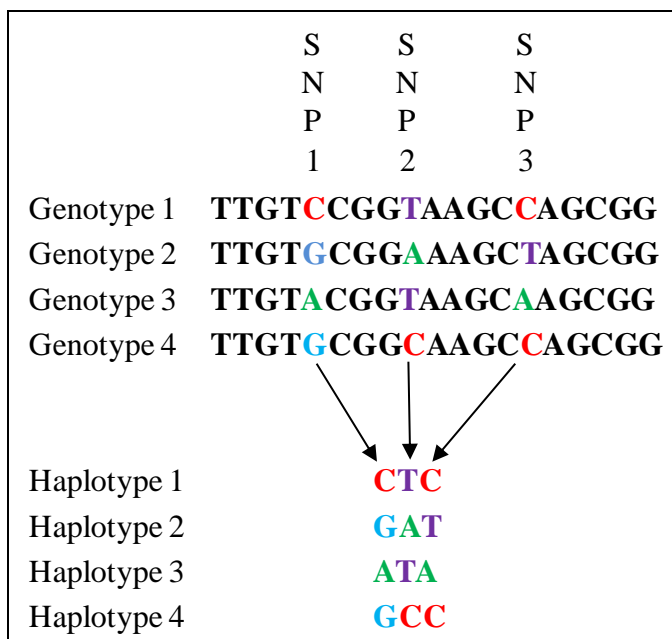 S S S
N N N
P P P
1 2 3
Genotype 1 TTGTCCGGTAAGCCAGCGG
Genotype 2 TTGTGCGGAAAGCTAGCGG
Genotype 3 TTGTACGGTAAGCAAGCGG
Genotype 4 TTGTGCGGCAAGCCAGCGG
Haplotype 1 CTC
Haplotype 2 GAT
Haplotype 3 ATA
Haplotype 4 GCC